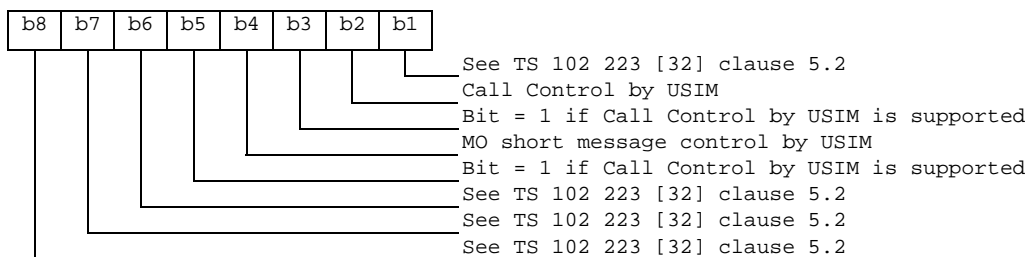 b8 b7 b6 b5 b4 b3 b2 b1
See TS 102 223 [32] clause 5.2
Call Control by USIM
Bit = 1 if Call Control by USIM is supported
MO short message control by USIM
Bit = 1 if Call Control by USIM is supported
See TS 102 223 [32] clause 5.2
See TS 102 223 [32] clause 5.2
See TS 102 223 [32] clause 5.2